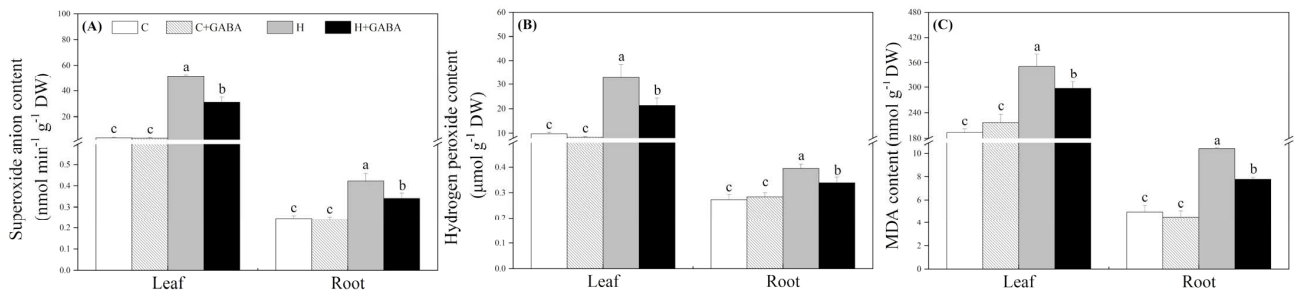 (A) C C+GABA H H+GABA
Superoxide anion content
(nmol min⁻¹ g⁻¹ DW)
100
80
60
40
20
0.5
0.4
0.3
0.2
0.1
0.0
c c a b
c c a b
Leaf Root
(B)
Hydrogen peroxide content
(μmol g⁻¹ DW)
60
50
40
30
20
10
0.4
0.3
0.2
0.1
0.0
c c a b
c c a b
Leaf Root
(C)
MDA content (nmol g⁻¹ DW)
480
420
360
300
240
180
10
8
6
4
2
0
c c a b
c c a b
Leaf Root